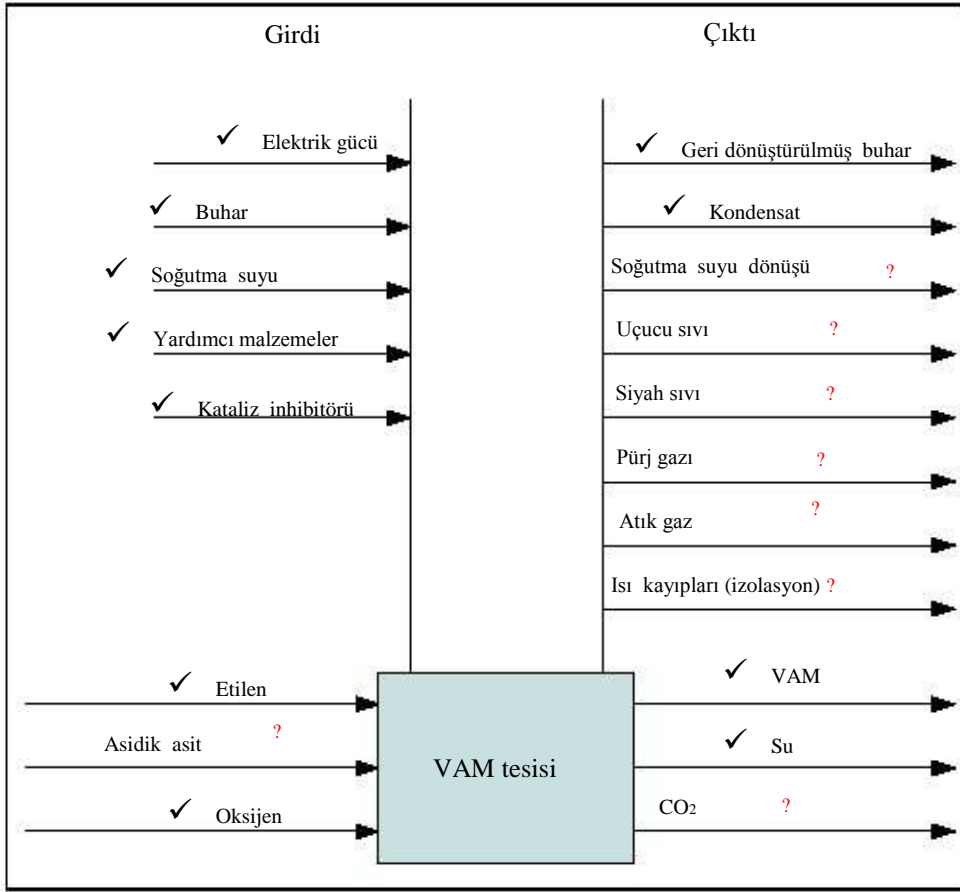 Girdi
Çıktı
✓ Elektrik gücü
✓ Geri dönüştürülmüş buhar
✓ Buhar
✓ Kondensat
✓ Soğutma suyu
Soğutma suyu dönüşü ?
✓ Yardımcı malzemeler
Uçucu sıvı ?
✓ Kataliz inhibitörü
Siyah sıvı ?
Pürj gazı ?
Atık gaz ?
Isı kayıpları (izolasyon) ?
✓ Etilen
✓ VAM
Asidik asit ?
VAM tesisi
✓ Su
✓ Oksijen
CO2 ?